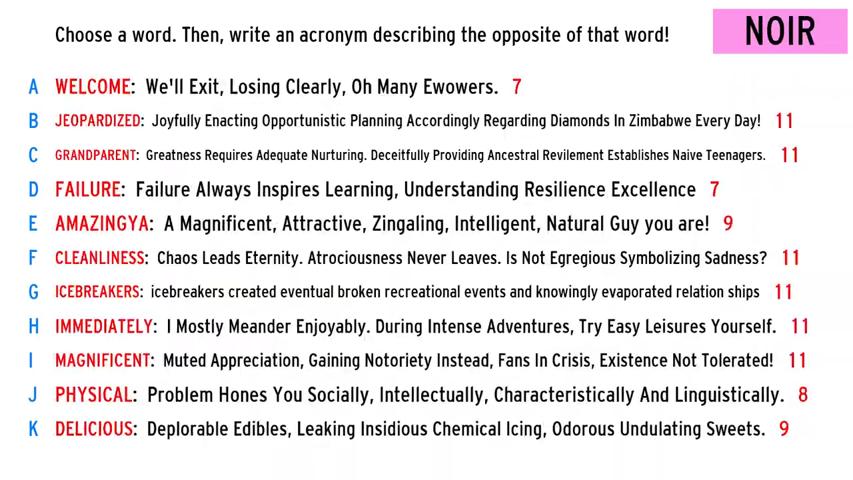 Choose a word. Then, write an acronym describing the opposite of that word!
NOIR
A WELCOME: We'll Exit, Losing Clearly, Oh Many Ewowers. 7
B JEOPARDIZED: Joyfully Enacting Opportunistic Planning Accordingly Regarding Diamonds In Zimbabwe Every Day! 11
C GRANDPARENT: Greatness Requires Adequate Nurturing. Deceitfully Providing Ancestral Revilement Establishes Naive Teenagers. 11
D FAILURE: Failure Always Inspires Learning, Understanding Resilience Excellence 7
E AMAZINGYA: A Magnificent, Attractive, Zingaling, Intelligent, Natural Guy you are! 9
F CLEANLINESS: Chaos Leads Eternity. Atrociousness Never Leaves. Is Not Egregious Symbolizing Sadness? 11
G ICEBREAKERS: icebreakers created eventual broken recreational events and knowingly evaporated relation ships 11
H IMMEDIATELY: I Mostly Meander Enjoyably. During Intense Adventures, Try Easy Leisures Yourself. 11
I MAGNIFICENT: Muted Appreciation, Gaining Notoriety Instead, Fans In Crisis, Existence Not Tolerated! 11
J PHYSICAL: Problem Hones You Socially, Intellectually, Characteristically And Linguistically. 8
K DELICIOUS: Deplorable Edibles, Leaking Insidious Chemical Icing, Odorous Undulating Sweets. 9